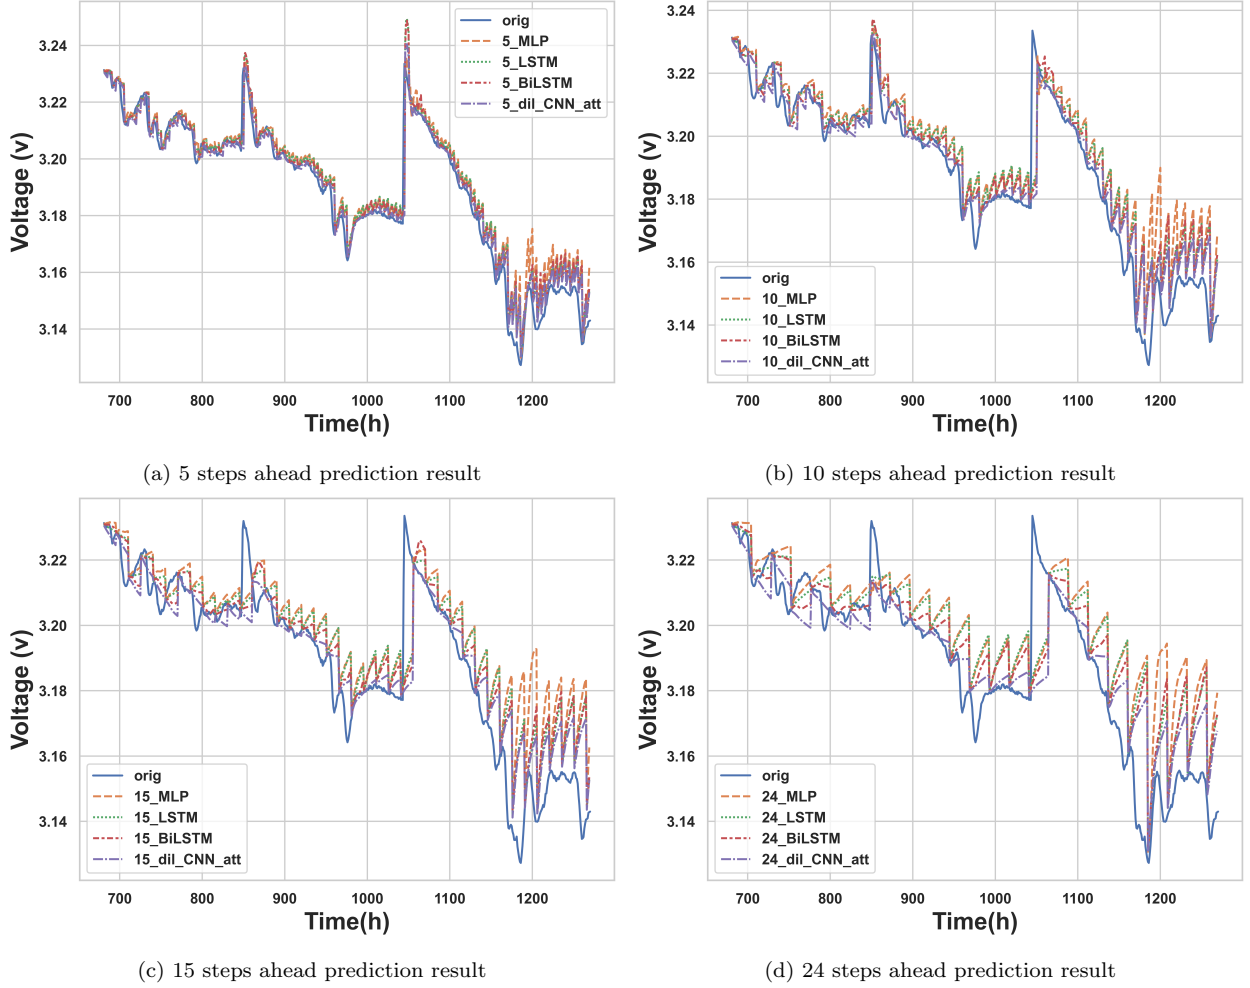 3.24
3.22
3.20
3.18
3.16
3.14
Voltage (v)
orig
5_MLP
5_LSTM
5_BiLSTM
5_dil_CNN_att
700 800 900 1000 1100 1200
Time(h)
(a) 5 steps ahead prediction result
3.24
3.22
3.20
3.18
3.16
3.14
Voltage (v)
orig
10_MLP
10_LSTM
10_BiLSTM
10_dil_CNN_att
700 800 900 1000 1100 1200
Time(h)
(b) 10 steps ahead prediction result
3.22
3.20
3.18
3.16
3.14
Voltage (v)
orig
15_MLP
15_LSTM
15_BiLSTM
15_dil_CNN_att
700 800 900 1000 1100 1200
Time(h)
(c) 15 steps ahead prediction result
3.22
3.20
3.18
3.16
3.14
Voltage (v)
orig
24_MLP
24_LSTM
24_BiLSTM
24_dil_CNN_att
700 800 900 1000 1100 1200
Time(h)
(d) 24 steps ahead prediction result